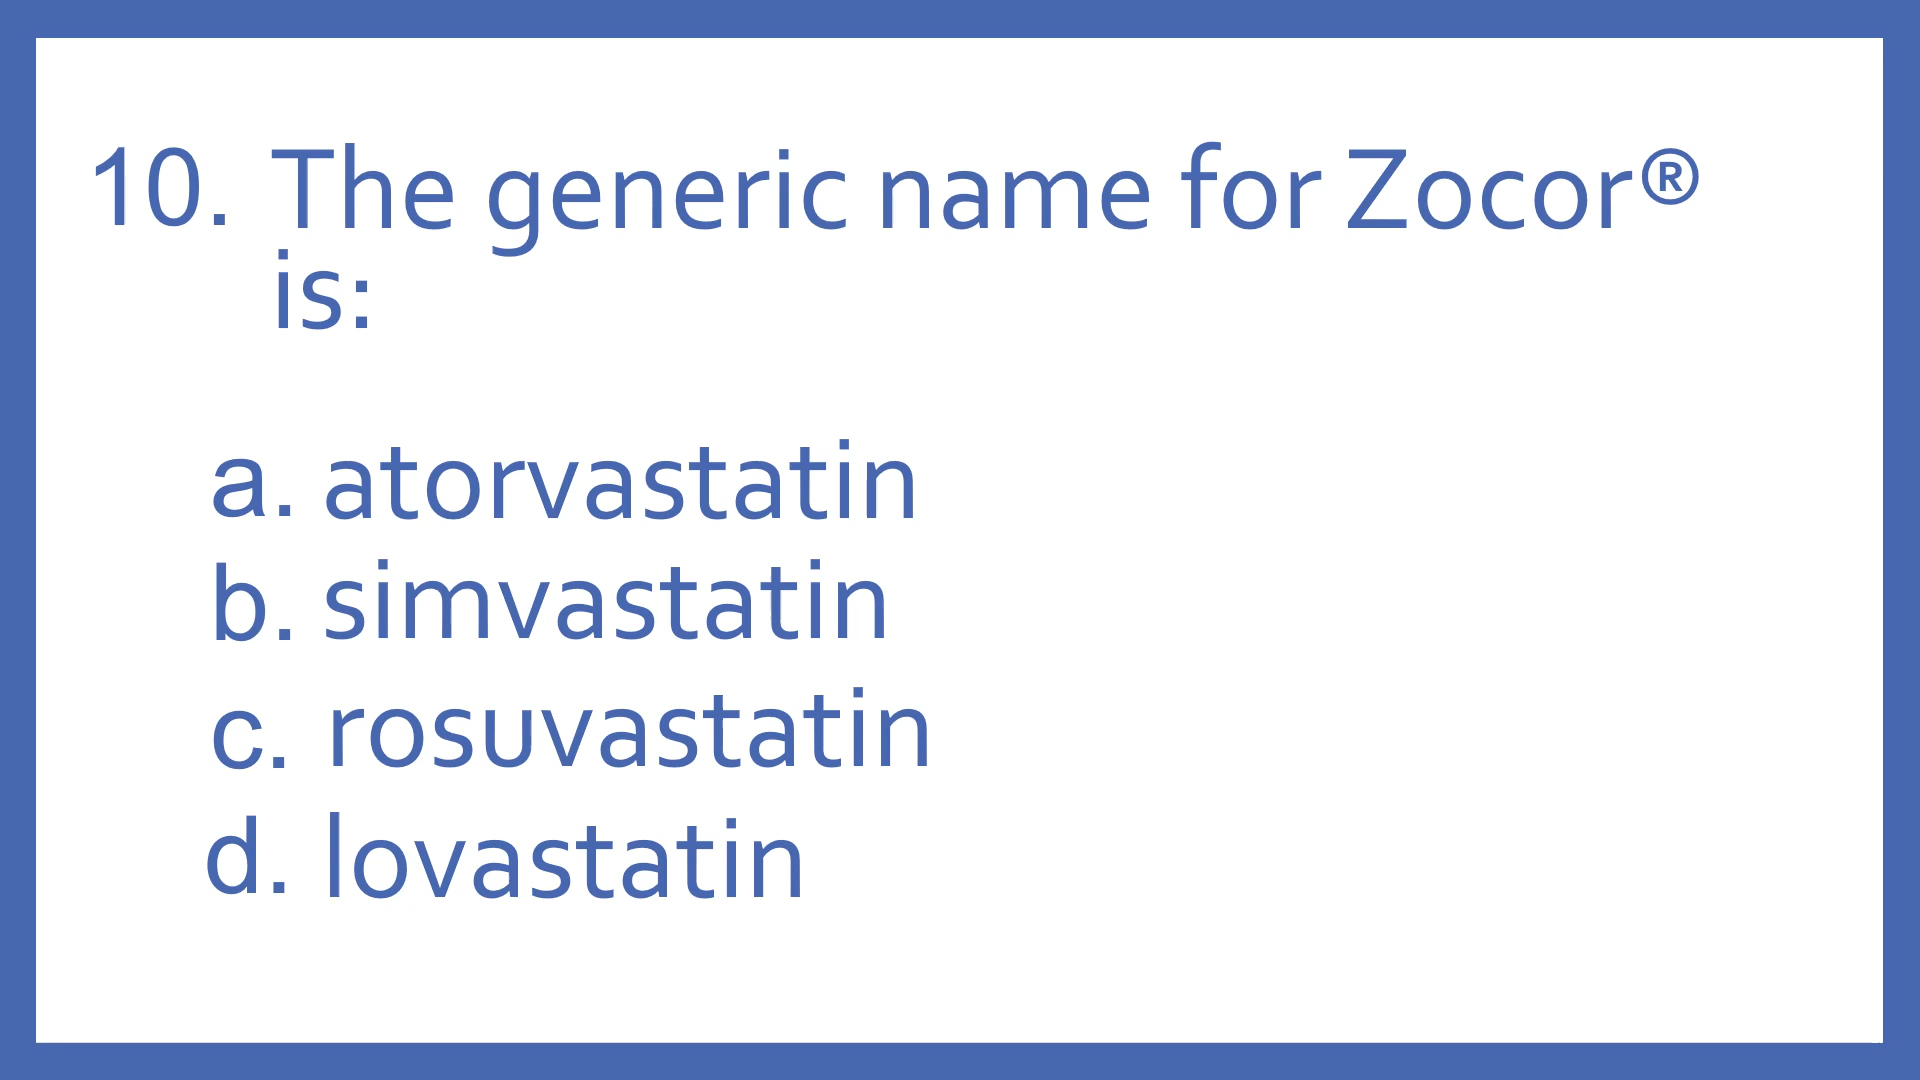 10. The generic name for Zocor®
is:
a. atorvastatin
b. simvastatin
c. rosuvastatin
d. lovastatin